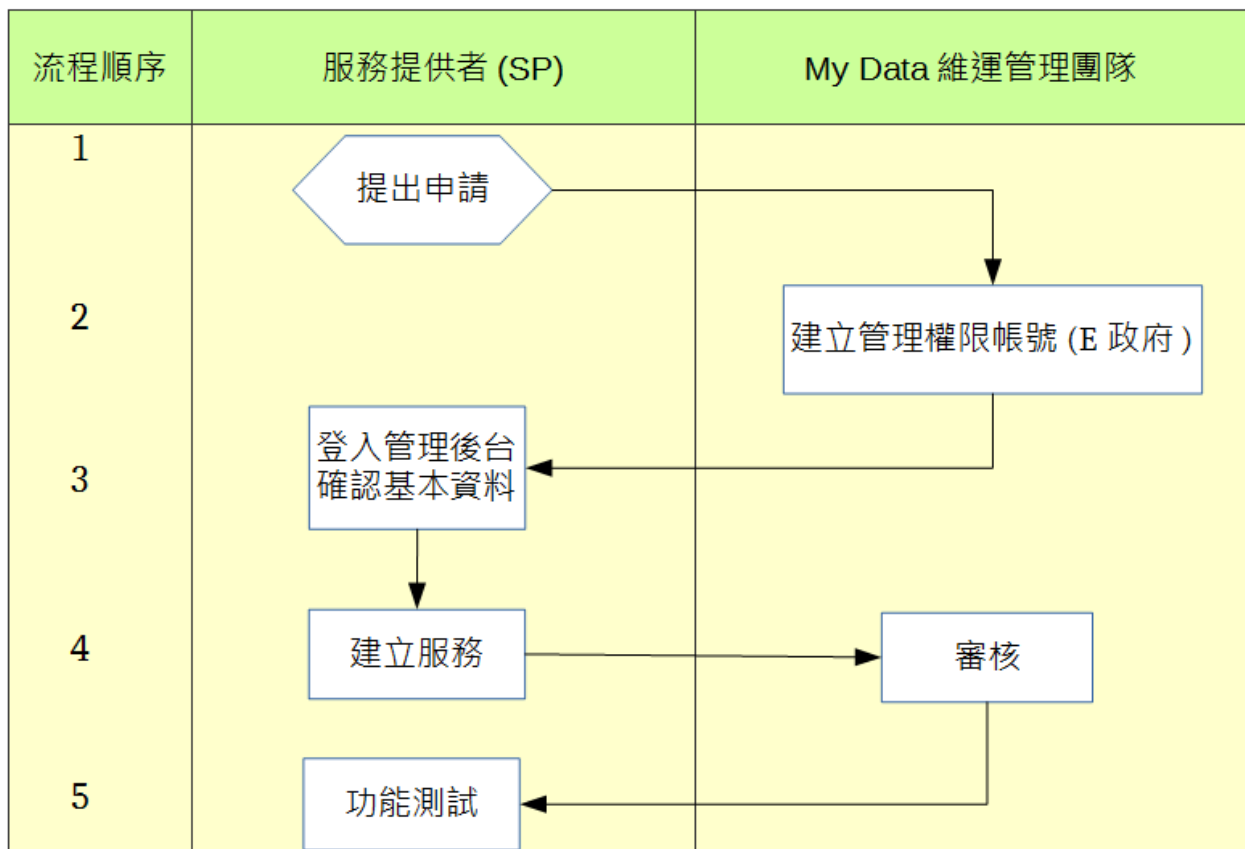 流程順序
服務提供者 (SP)
My Data 維運管理團隊
1
提出申請
2
建立管理權限帳號 (E 政府 )
3
登入管理後台
確認基本資料
4
建立服務
審核
5
功能測試